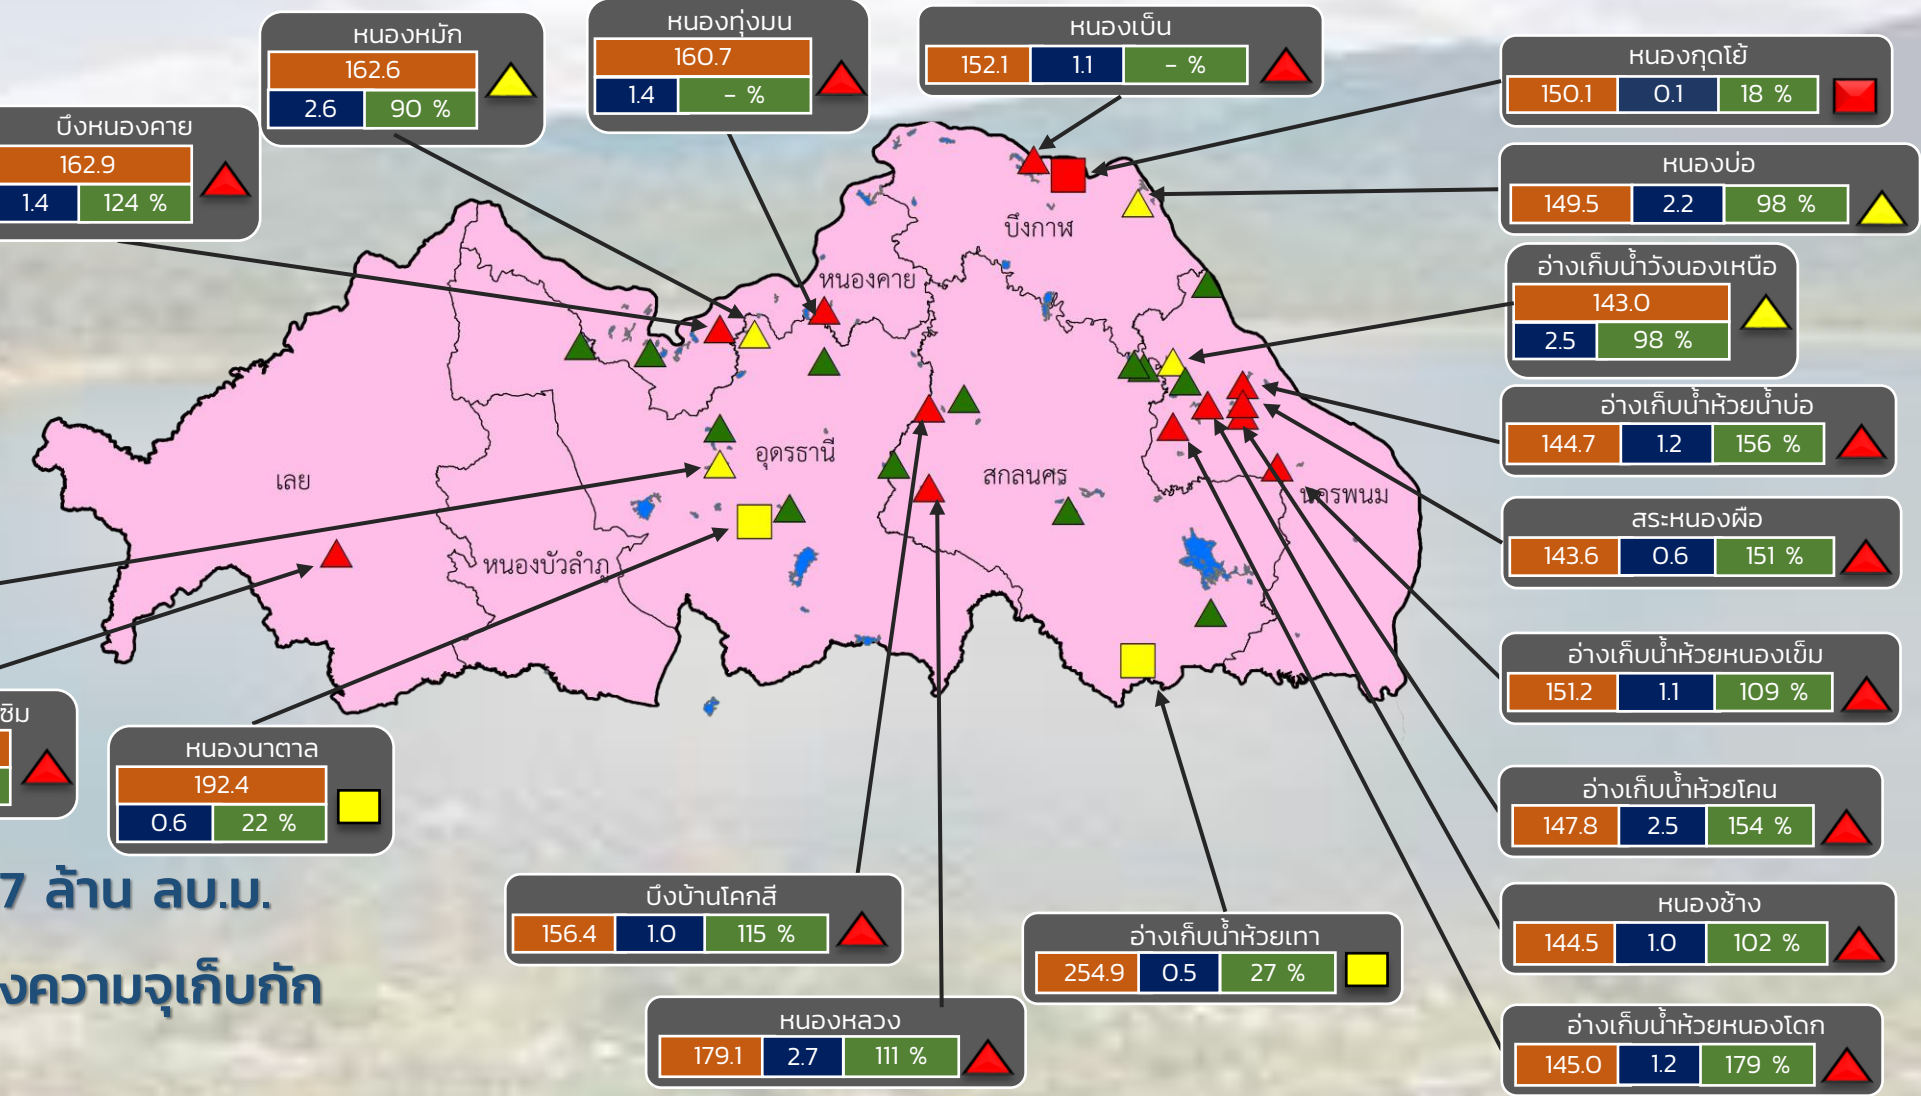 หนองหมัก
162.6
2.6 90 %
หนองทุ่งมน
160.7
1.4 - %
หนองเบ็น
152.1 1.1 - %
หนองกุดโย้
150.1 0.1 18 %
บึงหนองคาย
162.9
1.4 124 %
หนองบ่อ
149.5 2.2 98 %
อ่างเก็บน้ำวังนองเหนือ
143.0
2.5 98 %
อ่างเก็บน้ำห้วยน้ำบ่อ
144.7 1.2 156 %
สระหนองผือ
143.6 0.6 151 %
อ่างเก็บน้ำห้วยหนองเข็ม
151.2 1.1 109 %
อ่างเก็บน้ำห้วยโคน
147.8 2.5 154 %
หนองช้าง
144.5 1.0 102 %
อ่างเก็บน้ำห้วยหนองโดก
145.0 1.2 179 %
บึงกาฬ
หนองคาย
อุดรธานี
สกลนคร
นครพนม
เลย
หนองบัวลำภู
ซิม
หนองนาตาล
192.4
0.6 22 %
7 ล้าน ลบ.ม.
งความจุเก็บกัก
บึงบ้านโคกสี
156.4 1.0 115 %
อ่างเก็บน้ำห้วยเทา
254.9 0.5 27 %
หนองหลวง
179.1 2.7 111 %